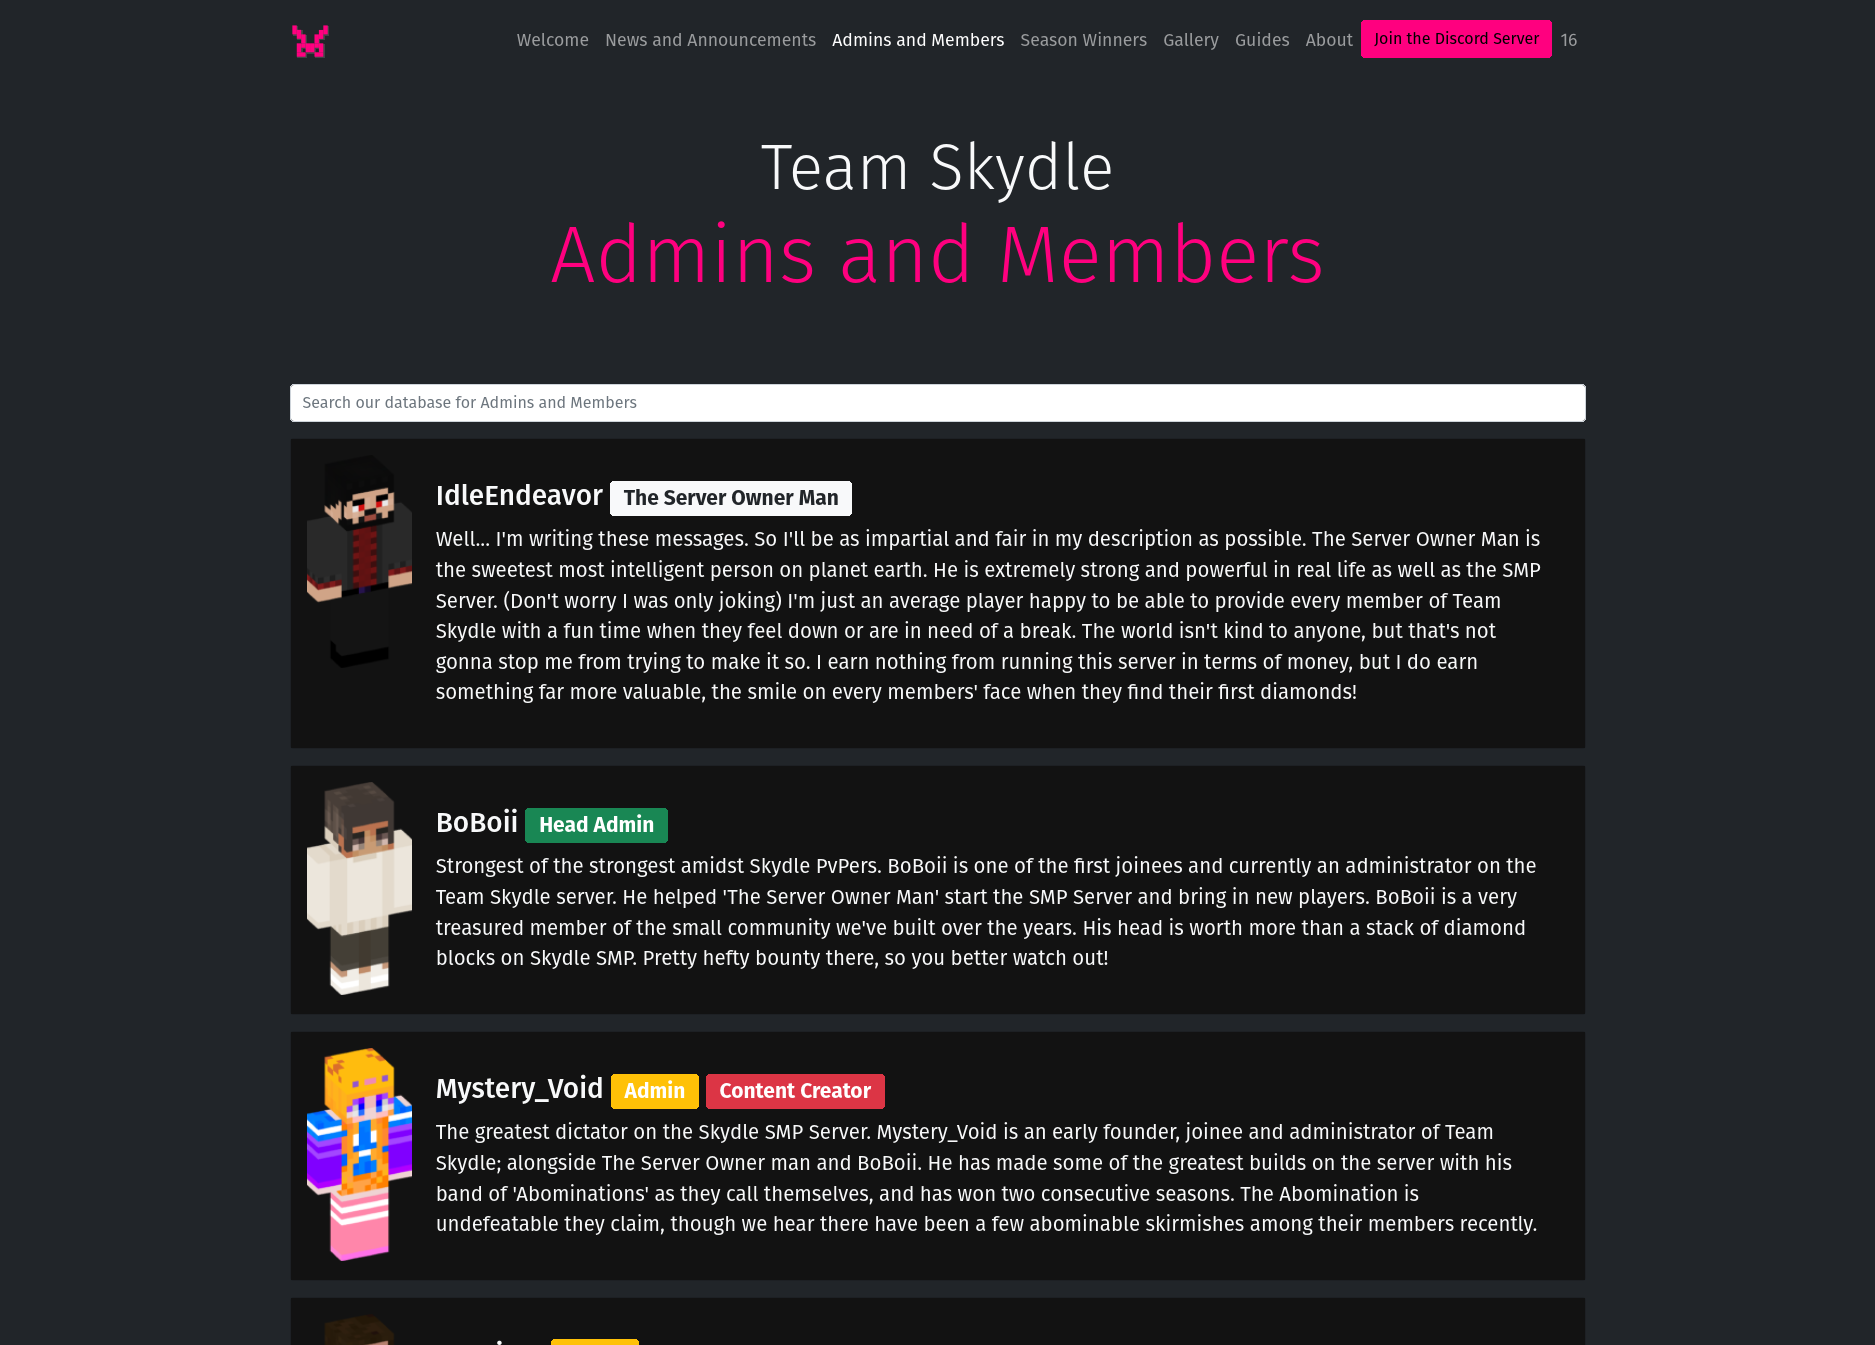 Welcome News and Announcements Admins and Members Season Winners Gallery Guides About Join the Discord Server 16
Team Skydle
Admins and Members
Search our database for Admins and Members
IdleEndeavor The Server Owner Man
Well... I'm writing these messages. So I'll be as impartial and fair in my description as possible. The Server Owner Man is
the sweetest most intelligent person on planet earth. He is extremely strong and powerful in real life as well as the SMP
Server. (Don't worry I was only joking) I'm just an average player happy to be able to provide every member of Team
Skydle with a fun time when they feel down or are in need of a break. The world isn't kind to anyone, but that's not
gonna stop me from trying to make it so. I earn nothing from running this server in terms of money, but I do earn
something far more valuable, the smile on every members' face when they find their first diamonds!
BoBoii Head Admin
Strongest of the strongest amidst Skydle PvPers. BoBoii is one of the first joinees and currently an administrator on the
Team Skydle server. He helped 'The Server Owner Man' start the SMP Server and bring in new players. BoBoii is a very
treasured member of the small community we've built over the years. His head is worth more than a stack of diamond
blocks on Skydle SMP. Pretty hefty bounty there, so you better watch out!
Mystery_Void Admin Content Creator
The greatest dictator on the Skydle SMP Server. Mystery_Void is an early founder, joinee and administrator of Team
Skydle; alongside The Server Owner man and BoBoii. He has made some of the greatest builds on the server with his
band of 'Abominations' as they call themselves, and has won two consecutive seasons. The Abomination is
undefeatable they claim, though we hear there have been a few abominable skirmishes among their members recently.